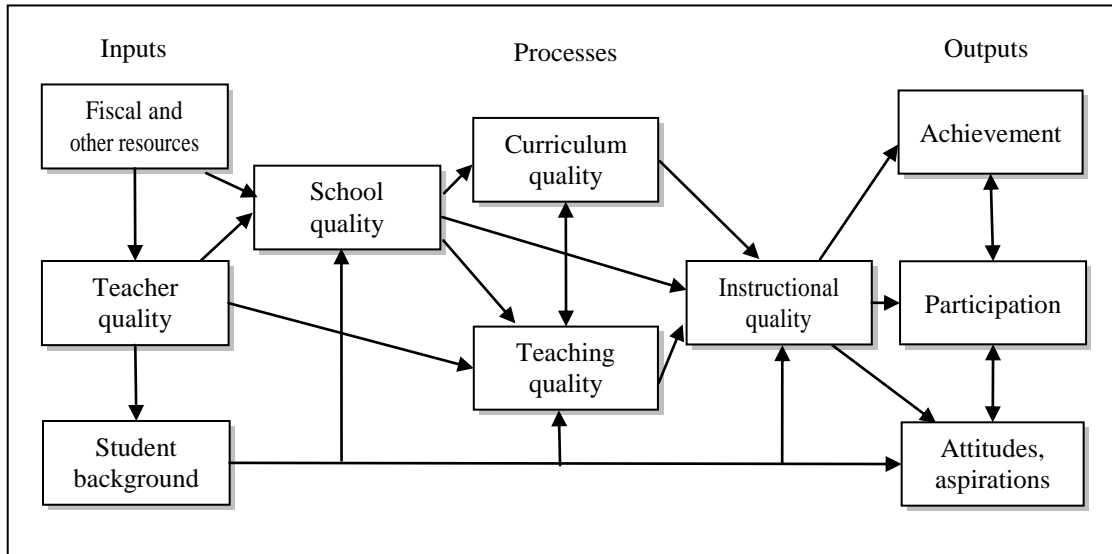 Inputs
Processes
Outputs
Fiscal and
other resources
Teacher
quality
Student
background
School
quality
Curriculum
quality
Teaching
quality
Instructional
quality
Achievement
Participation
Attitudes,
aspirations